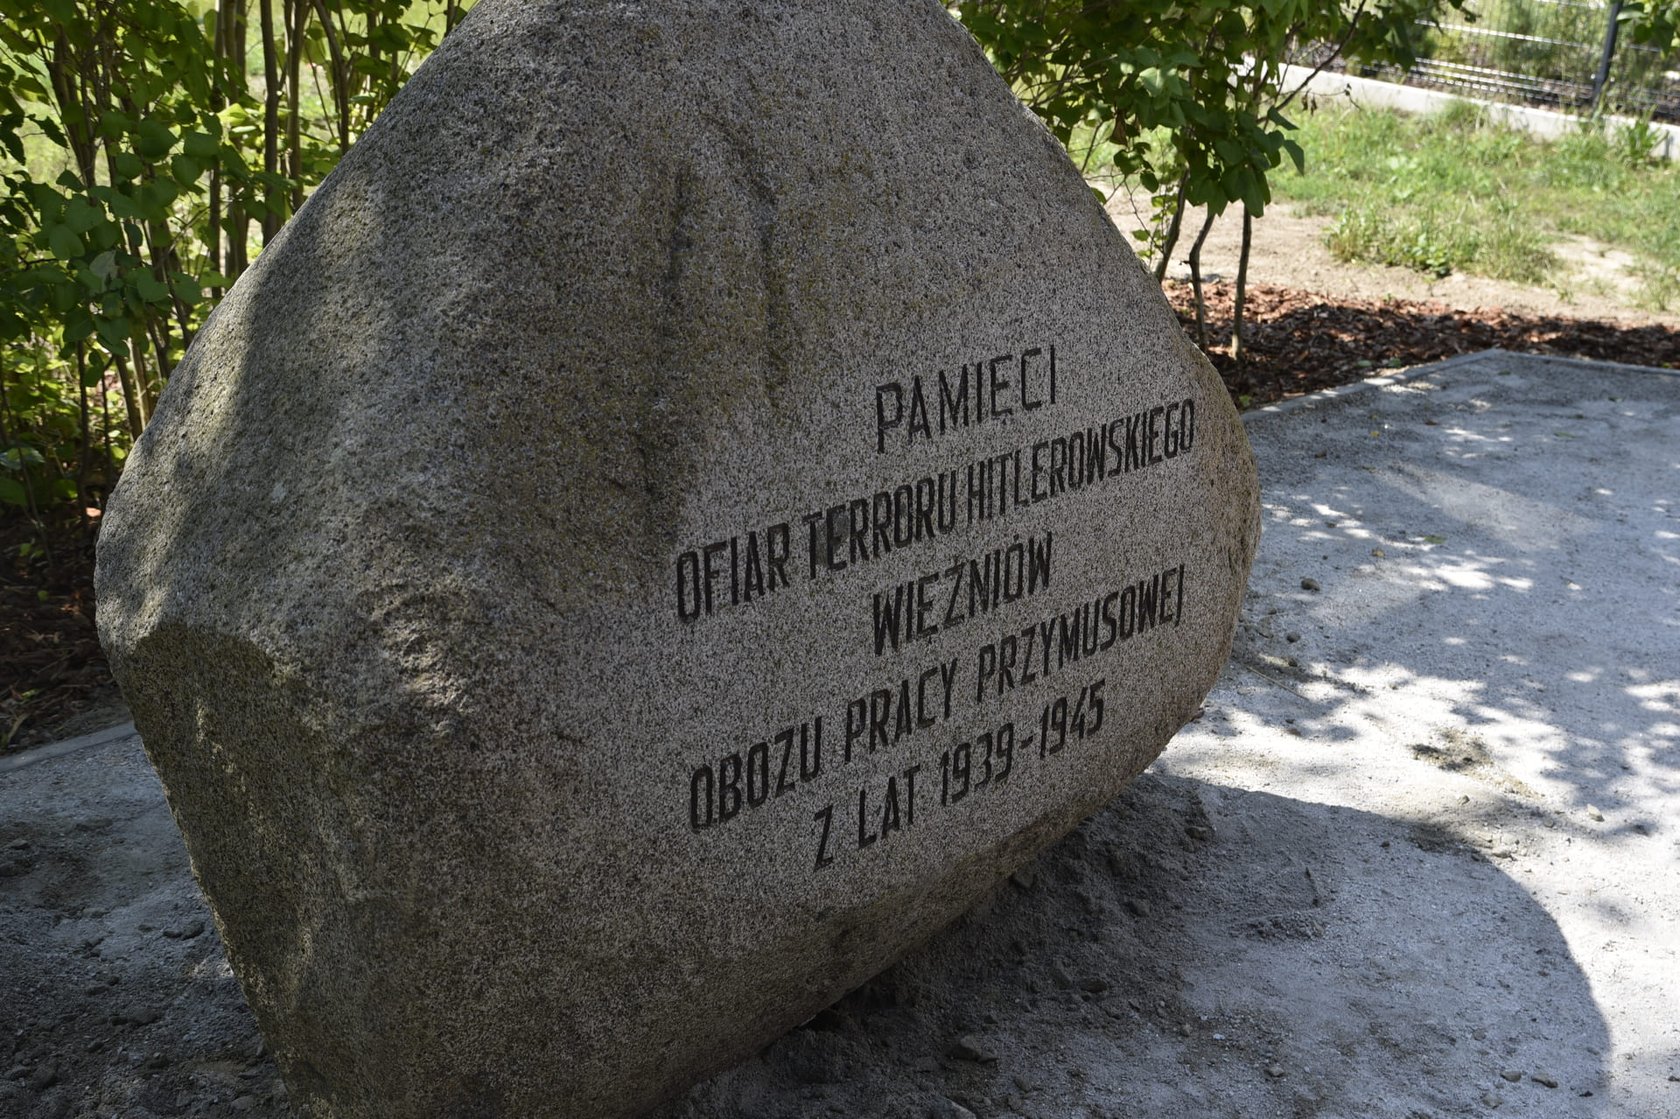 PAMIĘCI
OFIAR TERRORU HITLEROWSKIEGO
WIĘŹNIÓW
OBOZU PRACY PRZYMUSOWEJ
Z LAT 1939-1945